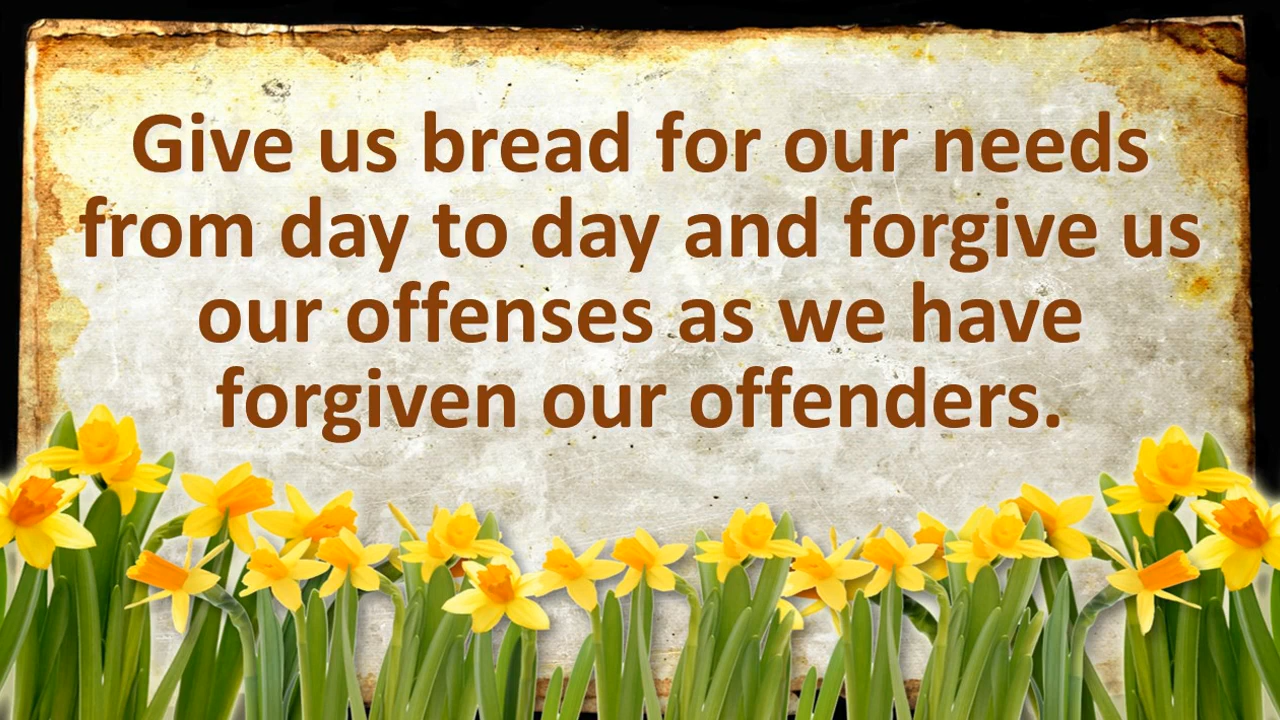 Give us bread for our needs
from day to day and forgive us
our offenses as we have
forgiven our offenders.